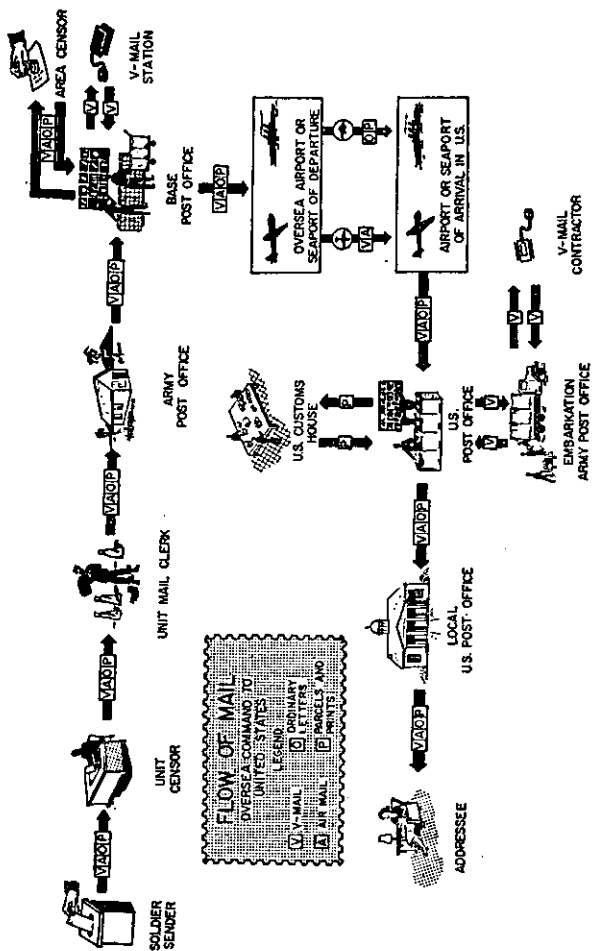 SOLDIER
SENDER
V A O P
UNIT
CENSOR
V A O P
UNIT MAIL CLERK
V A O P
ARMY
POST OFFICE
V A O P
BASE
POST OFFICE
V A O P
AREA CENSOR
V
V
V-MAIL
STATION
V A O P
OVERSEA AIRPORT OR
SEAPORT OF DEPARTURE
V A
O P
AIRPORT OR SEAPORT
OF ARRIVAL IN U.S.
V A O P
U.S. CUSTOMS
HOUSE
P
P
U.S.
POST OFFICE
V
V
EMBARKATION
ARMY POST OFFICE
V
V
V-MAIL
CONTRACTOR
V A O P
LOCAL
U.S. POST OFFICE
V A O P
ADDRESSEE
FLOW OF MAIL
OVERSEA COMMAND TO
UNITED STATES
LEGEND
V V-MAIL
O ORDINARY
LETTERS
A AIR MAIL
P PARCELS AND
PRINTS